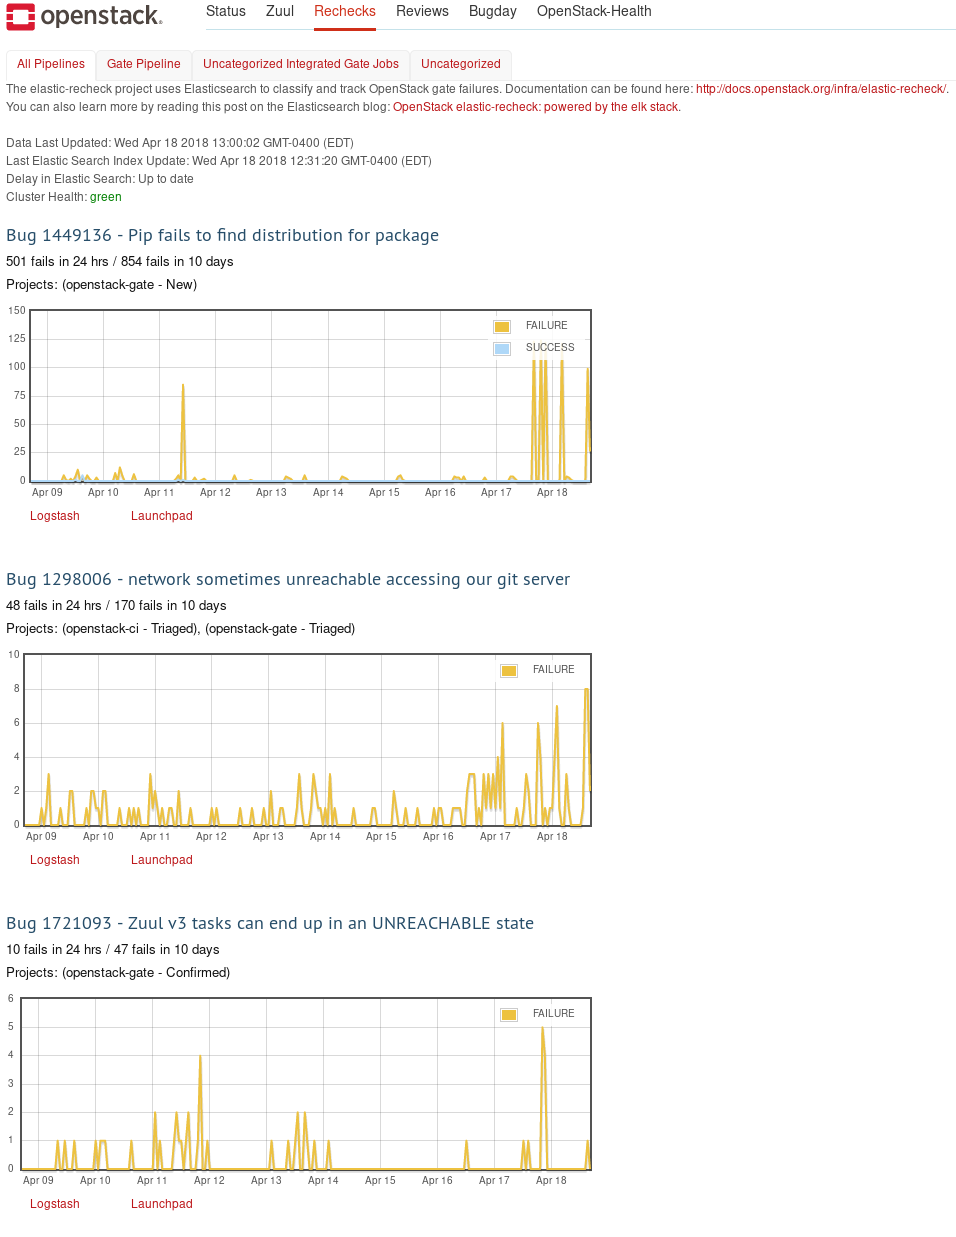 openstack. Status Zuul Rechecks Reviews Bugday OpenStack-Health
All Pipelines Gate Pipeline Uncategorized Integrated Gate Jobs Uncategorized
The elastic-recheck project uses Elasticsearch to classify and track OpenStack gate failures. Documentation can be found here: http://docs.openstack.org/infra/elastic-recheck/.
You can also learn more by reading this post on the Elasticsearch blog: OpenStack elastic-recheck: powered by the elk stack.
Data Last Updated: Wed Apr 18 2018 13:00:02 GMT-0400 (EDT)
Last Elastic Search Index Update: Wed Apr 18 2018 12:31:20 GMT-0400 (EDT)
Delay in Elastic Search: Up to date
Cluster Health: green
Bug 1449136 - Pip fails to find distribution for package
501 fails in 24 hrs / 854 fails in 10 days
Projects: (openstack-gate - New)
150
125
100
75
50
25
0
FAILURE
SUCCESS
Apr 09 Apr 10 Apr 11 Apr 12 Apr 13 Apr 14 Apr 15 Apr 16 Apr 17 Apr 18
Logstash Launchpad
Bug 1298006 - network sometimes unreachable accessing our git server
48 fails in 24 hrs / 170 fails in 10 days
Projects: (openstack-ci - Triaged), (openstack-gate - Triaged)
10
8
6
4
2
0
FAILURE
Apr 09 Apr 10 Apr 11 Apr 12 Apr 13 Apr 14 Apr 15 Apr 16 Apr 17 Apr 18
Logstash Launchpad
Bug 1721093 - Zuul v3 tasks can end up in an UNREACHABLE state
10 fails in 24 hrs / 47 fails in 10 days
Projects: (openstack-gate - Confirmed)
6
5
4
3
2
1
0
FAILURE
Apr 09 Apr 10 Apr 11 Apr 12 Apr 13 Apr 14 Apr 15 Apr 16 Apr 17 Apr 18
Logstash Launchpad